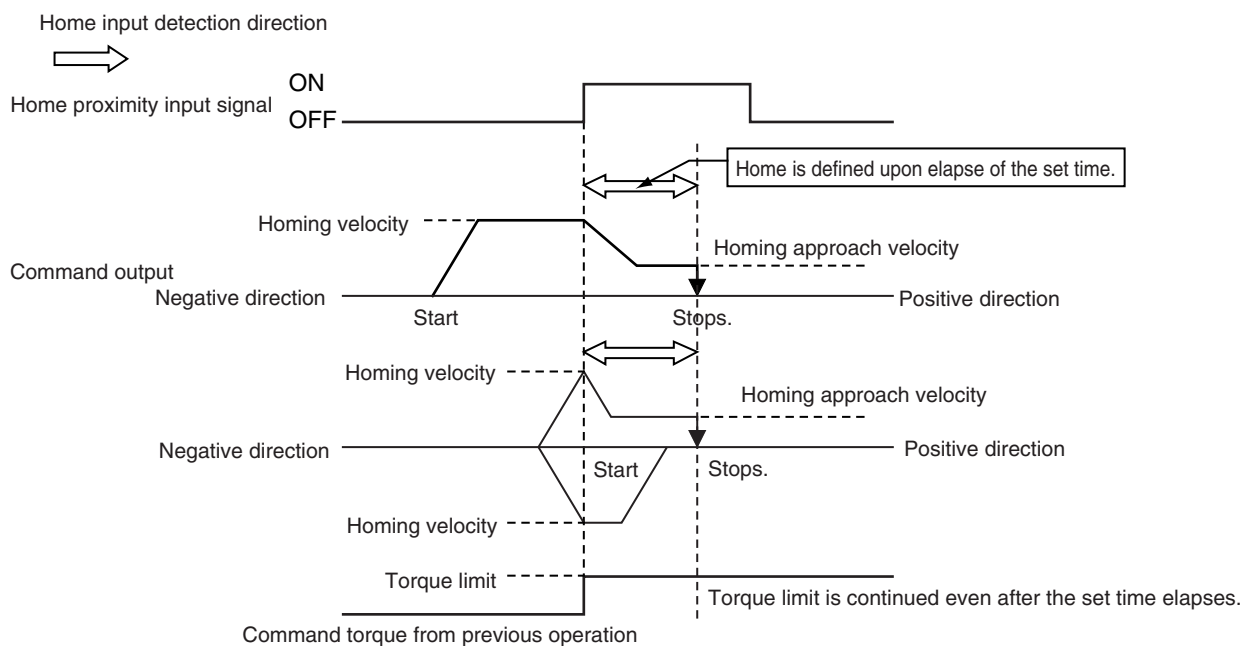 Home input detection direction
ON
Home proximity input signal
OFF
Home is defined upon elapse of the set time.
Homing velocity
Homing approach velocity
Command output
Negative direction
Positive direction
Start
Stops.
Homing velocity
Homing approach velocity
Negative direction
Positive direction
Start
Stops.
Homing velocity
Torque limit
Torque limit is continued even after the set time elapses.
Command torque from previous operation